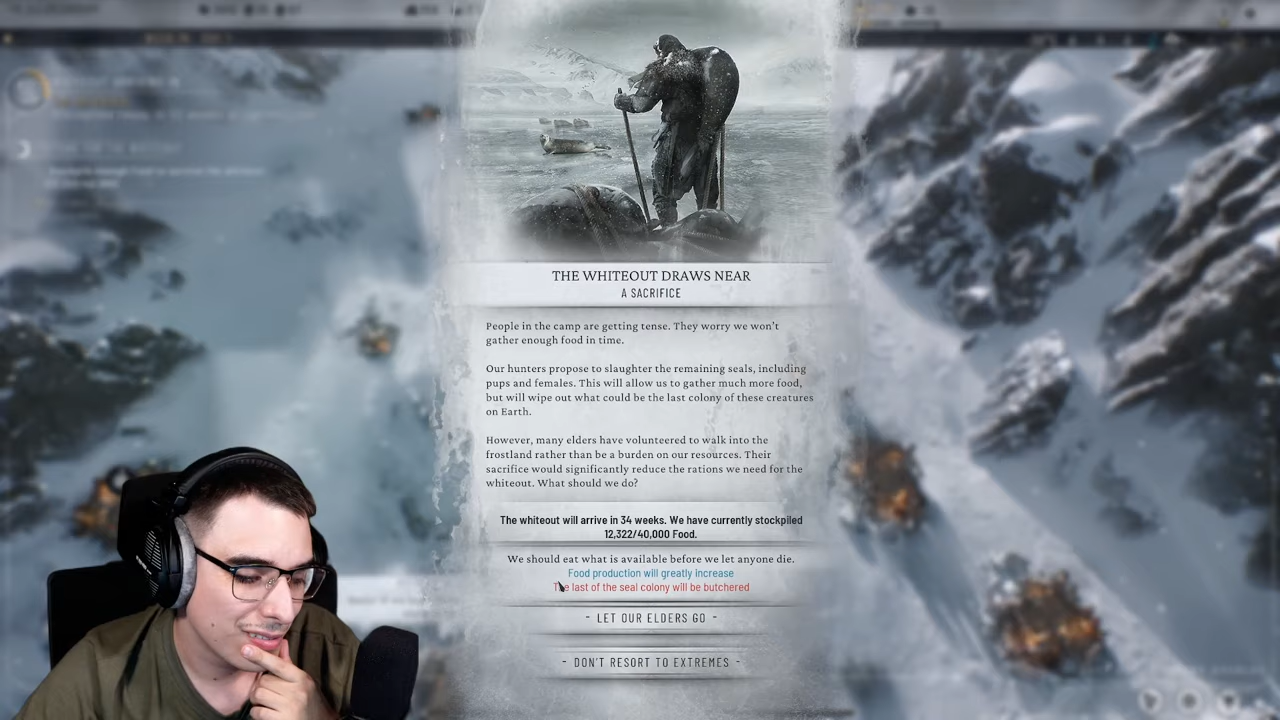 THE WHITEOUT DRAWS NEAR
A SACRIFICE
People in the camp are getting tense. They worry we won't
gather enough food in time.
Our hunters propose to slaughter the remaining seals, including
pups and females. This will allow us to gather much more food,
but will wipe out what could be the last colony of these creatures
on Earth.
However, many elders have volunteered to walk into the
frostland rather than be a burden on our resources. Their
sacrifice would significantly reduce the rations we need for the
whiteout. What should we do?
The whiteout will arrive in 34 weeks. We have currently stockpiled
12,322/40,000 Food.
We should eat what is available before we let anyone die.
Food production will greatly increase
The last of the seal colony will be butchered
- LET OUR ELDERS GO -
- DON'T RESORT TO EXTREMES -